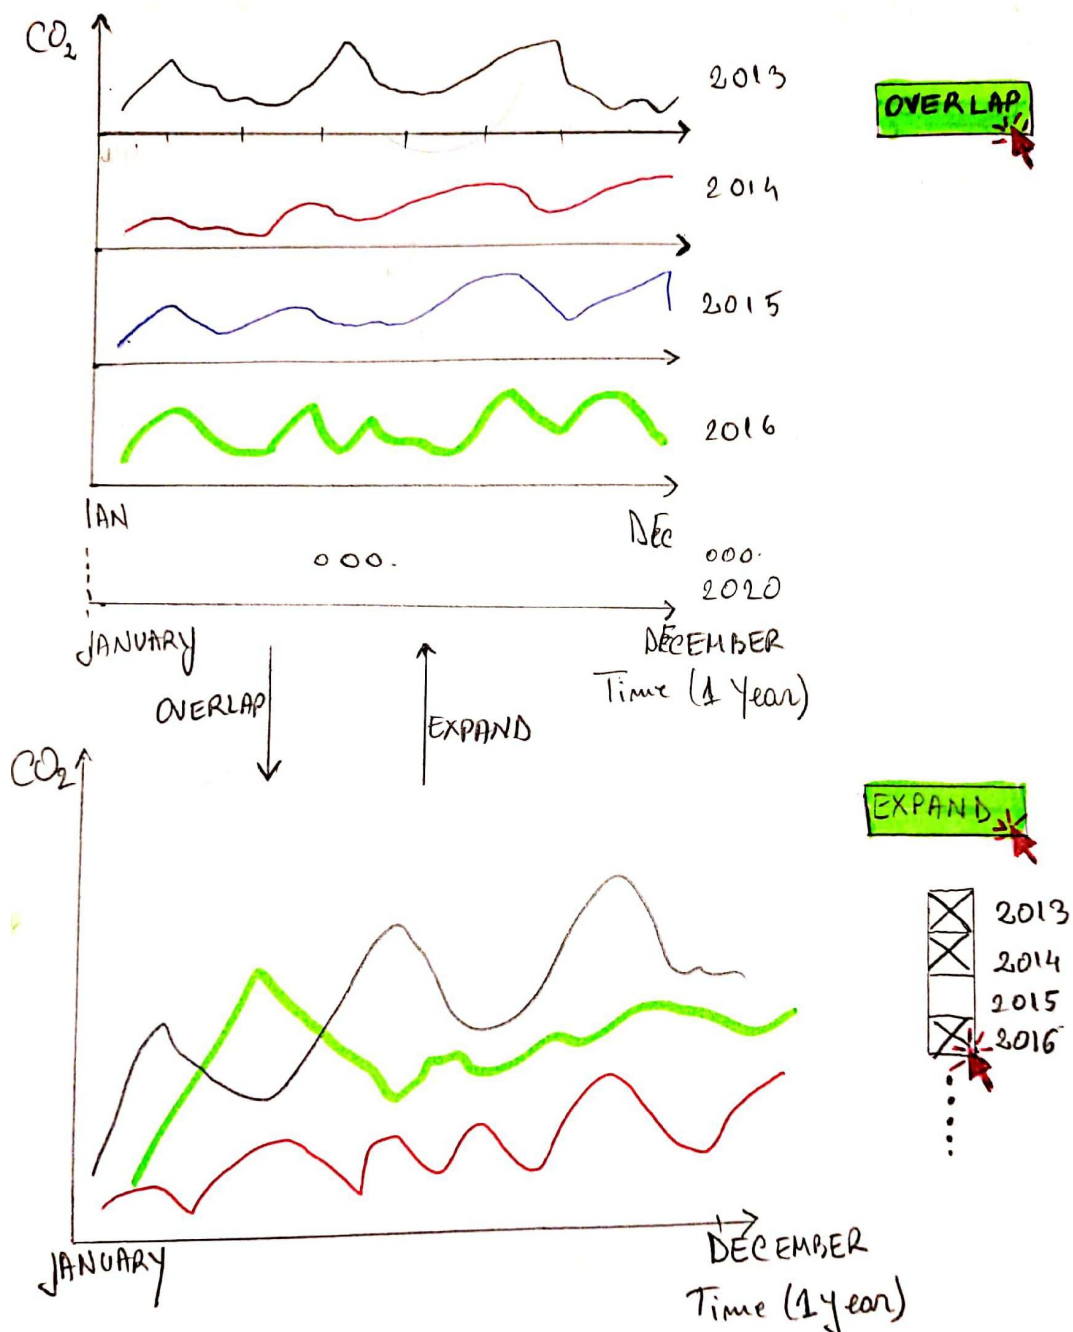 CO₂
2013
OVERLAP
2014
2015
2016
JAN
DEC
ooo.
ooo.
2020
JANUARY
DECEMBER
Time (1 Year)
OVERLAP
EXPAND
CO₂
EXPAND
2013
2014
2015
2016
JANUARY
DECEMBER
Time (1 year)